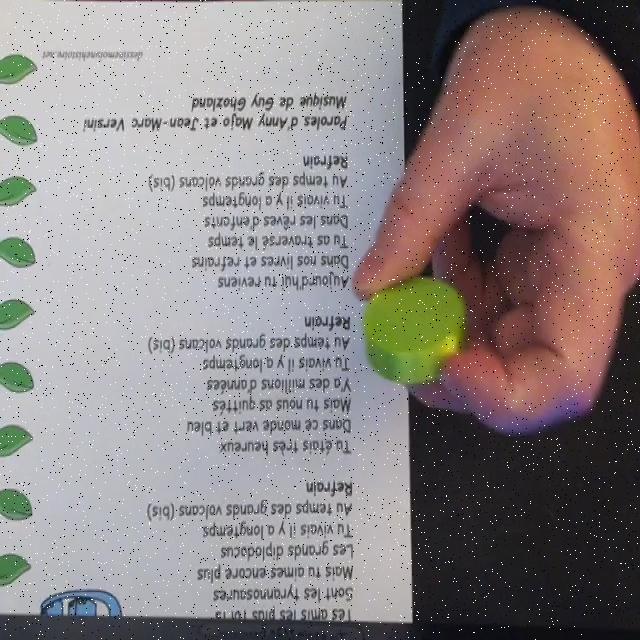 Tes amis les plus forts
Sont les tyrannosaures
Mais tu aimes encore plus
Les grands diplodocus
Tu vivais il y a longtemps
Au temps des grands volcans (bis)
Refrain
Tu étais très heureux
Dans ce monde vert et bleu
Mais tu nous as quittés
Y'a des millions d'années
Tu vivais il y a longtemps
Au temps des grands volcans (bis)
Refrain
Aujourd'hui tu reviens
Dans nos livres et refrains
Tu as traversé le temps
Dans les rêves d'enfants
Tu vivais il y a longtemps
Au temps des grands volcans (bis)
Refrain
Paroles d'Anny Majo et Jean-Marc Versini
Musique de Guy Ghozland
dessinemoiunehistoire.net